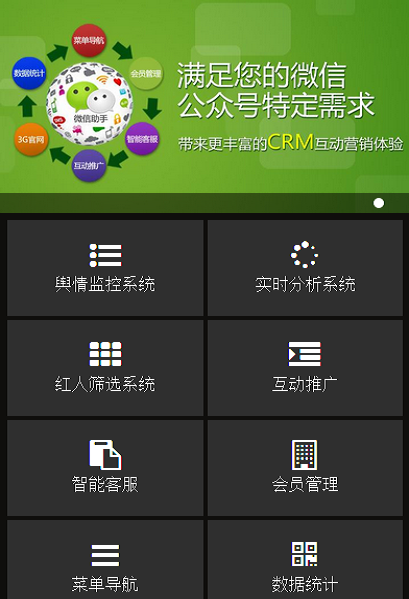 菜单导航
数据统计
会员管理
微信助手
3G官网
智能客服
互动推广
满足您的微信
公众号特定需求
带来更丰富的CRM互动营销体验
舆情监控系统
实时分析系统
红人筛选系统
互动推广
智能客服
会员管理
菜单导航
数据统计